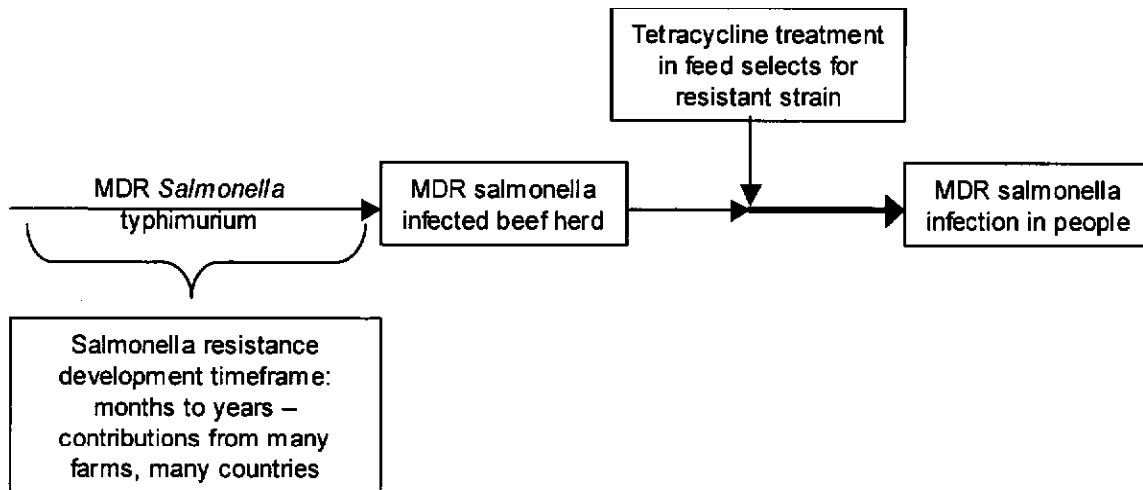 Tetracycline treatment
in feed selects for
resistant strain
MDR Salmonella
typhimurium
MDR salmonella
infected beef herd
MDR salmonella
infection in people
Salmonella resistance
development timeframe:
months to years –
contributions from many
farms, many countries